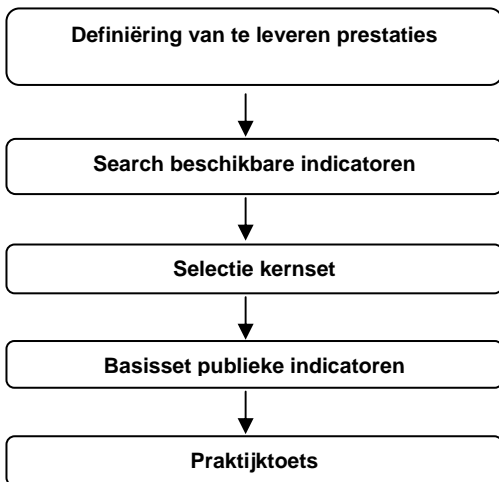 Definiëring van te leveren prestaties
Search beschikbare indicatoren
Selectie kernset
Basisset publieke indicatoren
Praktijktoets